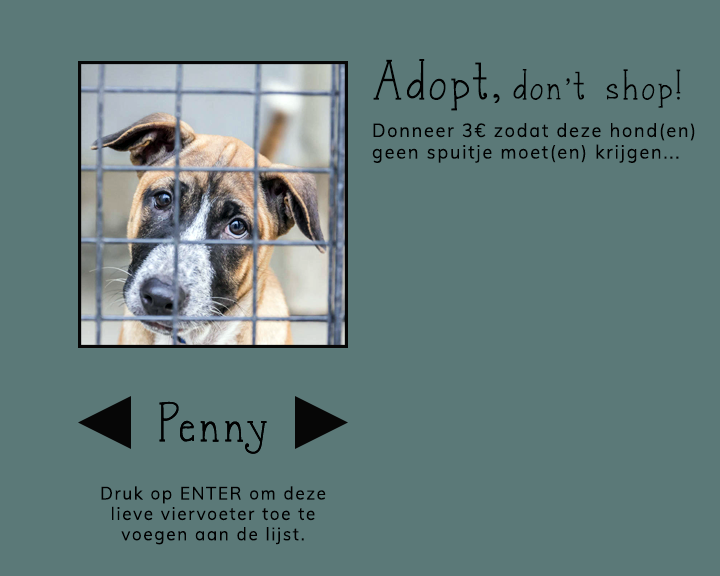 Adopt, don't shop!
Donneer 3€ zodat deze hond(en)
geen spuitje moet(en) krijgen...
Penny
Druk op ENTER om deze
lieve viervoeter toe te
voegen aan de lijst.